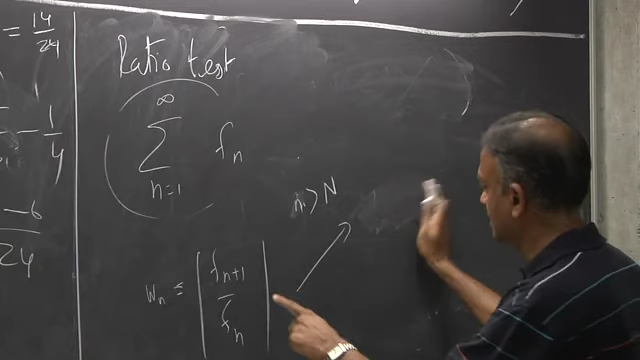 = 14/24
- 1/4
-6/24
Ratio test
∞
∑ fn
n=1
n > N
Wn ≤ | fn+1 / fn |